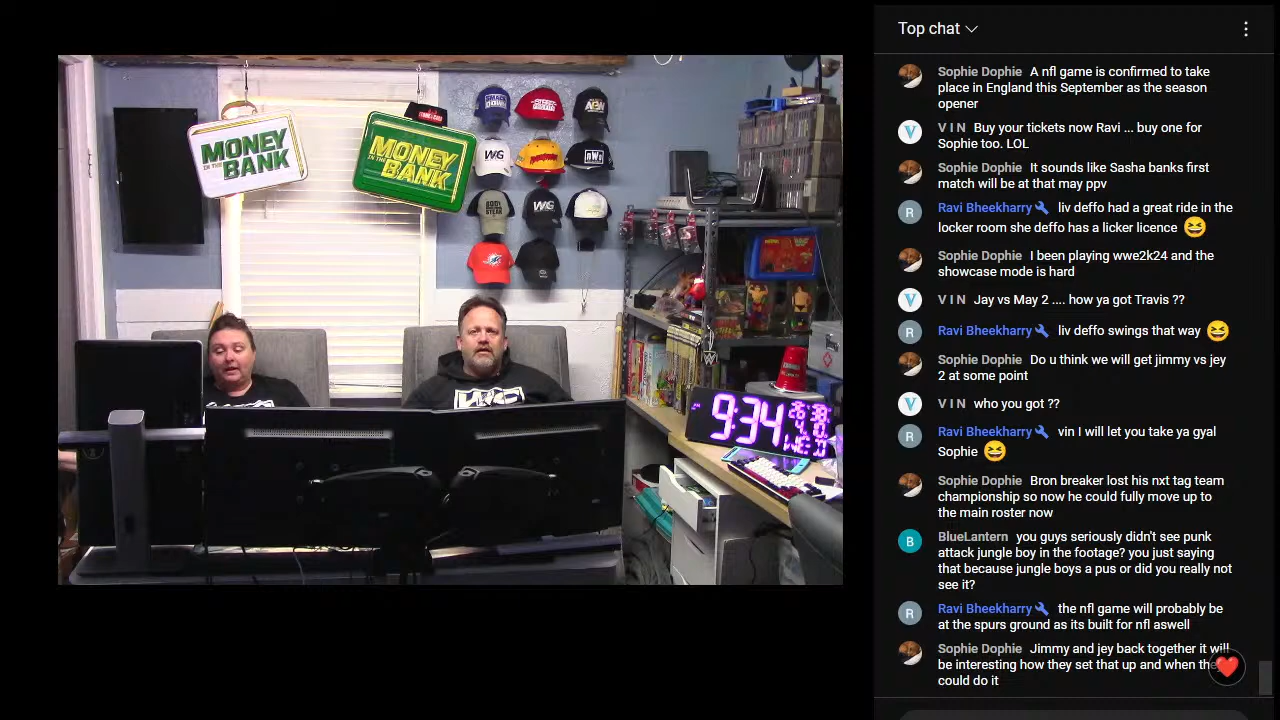 Top chat
Sophie Dophie A nfl game is confirmed to take
place in England this September as the season
opener
V I N Buy your tickets now Ravi ... buy one for
Sophie too. LOL
Sophie Dophie It sounds like Sasha banks first
match will be at that may ppv
Ravi Bheekharry liv deffo had a great ride in the
locker room she deffo has a licker licence
Sophie Dophie I been playing wwe2k24 and the
showcase mode is hard
V I N Jay vs May 2 .... how ya got Travis ??
Ravi Bheekharry liv deffo swings that way
Sophie Dophie Do u think we will get jimmy vs jey
2 at some point
V I N who you got ??
Ravi Bheekharry vin I will let you take ya gyal
Sophie
Sophie Dophie Bron breaker lost his nxt tag team
championship so now he could fully move up to
the main roster now
BlueLantern you guys seriously didn't see punk
attack jungle boy in the footage? you just saying
that because jungle boys a pus or did you really not
see it?
Ravi Bheekharry the nfl game will probably be
at the spurs ground as its built for nfl aswell
Sophie Dophie Jimmy and jey back together it will
be interesting how they set that up and when the
could do it
V
R
V
R
V
R
B
R
MONEY
IN THE BANK
MONEY
IN THE BANK
WG
nWo
WG
9:34